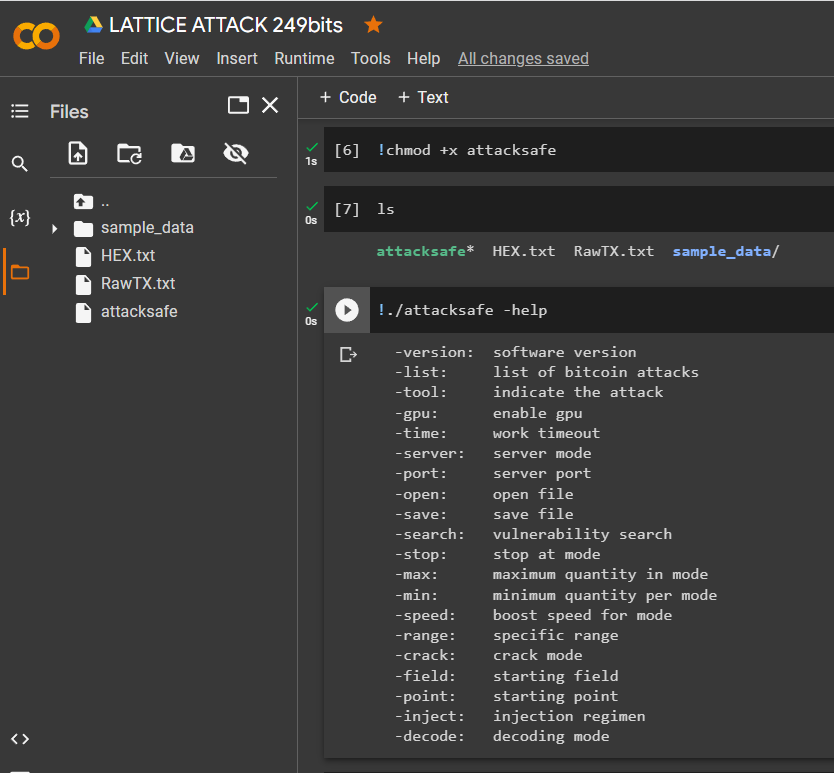 LATTICE ATTACK 249bits
File Edit View Insert Runtime Tools Help All changes saved
Files
..
sample_data
HEX.txt
RawTX.txt
attacksafe
{x}
<>
+ Code + Text
1s
[6] !chmod +x attacksafe
0s
[7] ls
attacksafe* HEX.txt RawTX.txt sample_data/
0s
!./attacksafe -help
-version: software version
-list: list of bitcoin attacks
-tool: indicate the attack
-gpu: enable gpu
-time: work timeout
-server: server mode
-port: server port
-open: open file
-save: save file
-search: vulnerability search
-stop: stop at mode
-max: maximum quantity in mode
-min: minimum quantity per mode
-speed: boost speed for mode
-range: specific range
-crack: crack mode
-field: starting field
-point: starting point
-inject: injection regimen
-decode: decoding mode